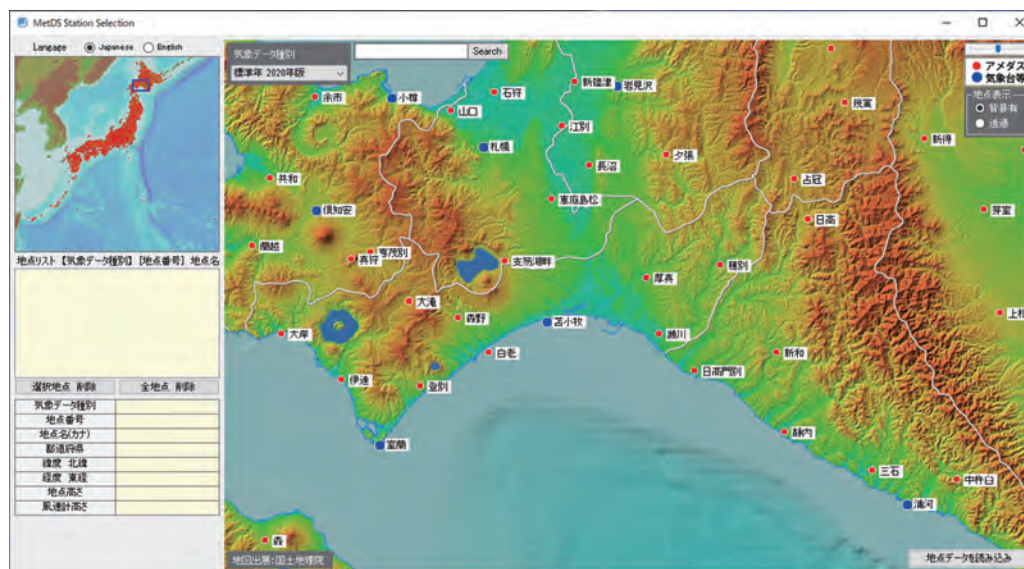 MetDS Station Selection
Langage
Japanese
English
地点リスト【気象データ種別】[地点番号] 地点名
選択地点 削除
全地点 削除
気象データ種別
地点番号
地点名(カナ)
都道府県
緯度 北緯
経度 東経
地点高さ
風速計高さ
気象データ種別
標準年 2020年版
Search
アメダス
気象台等
地点表示
背景有
透過
余市
小樽
山口
石狩
新篠津
岩見沢
幾寅
江別
札幌
長沼
夕張
新得
共和
恵庭島松
占冠
芽室
倶知安
日高
蘭越
喜茂別
真狩
支笏湖畔
厚真
穂別
大滝
森野
苫小牧
上札
大岸
白老
鵡川
新和
伊達
登別
日高門別
室蘭
静内
三石
中杵臼
浦河
森
地図出展:国土地理院
地点データを読み込み